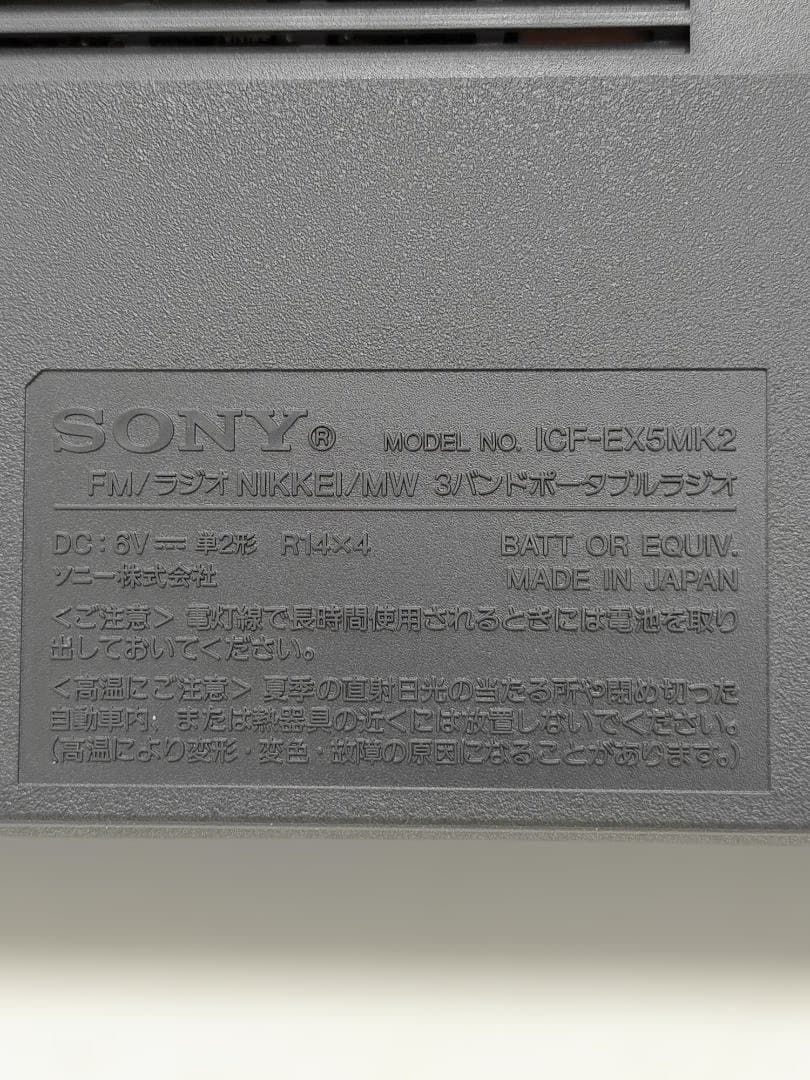 SONY® MODEL NO. ICF-EX5MK2
FM/ラジオ NIKKEI/MW 3バンドポータブルラジオ
DC : 6V⎓ 単2形 R14×4 BATT OR EQUIV.
ソニー株式会社 MADE IN JAPAN
<ご注意>電灯線で長時間使用されるときには電池を取り
出しておいてください。
<高温にご注意> 夏季の直射日光の当たる所や閉め切った
自動車内、または熱器具の近くには放置しないでください。
(高温により変形・変色・故障の原因になることがあります。)